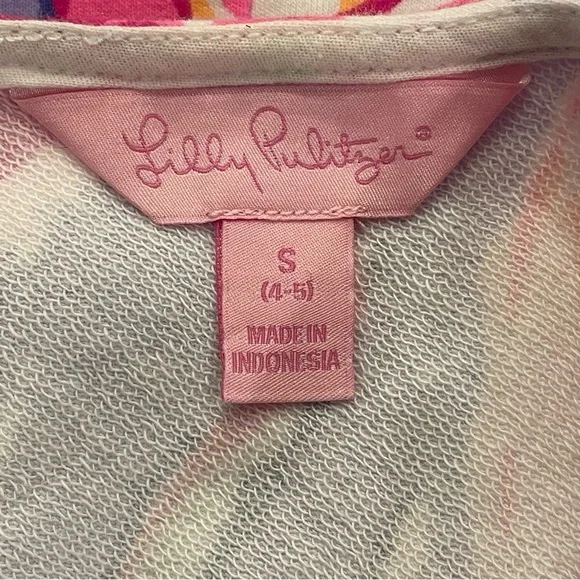 Lilly Pulitzer®
S
(4-5)
MADE IN
INDONESIA